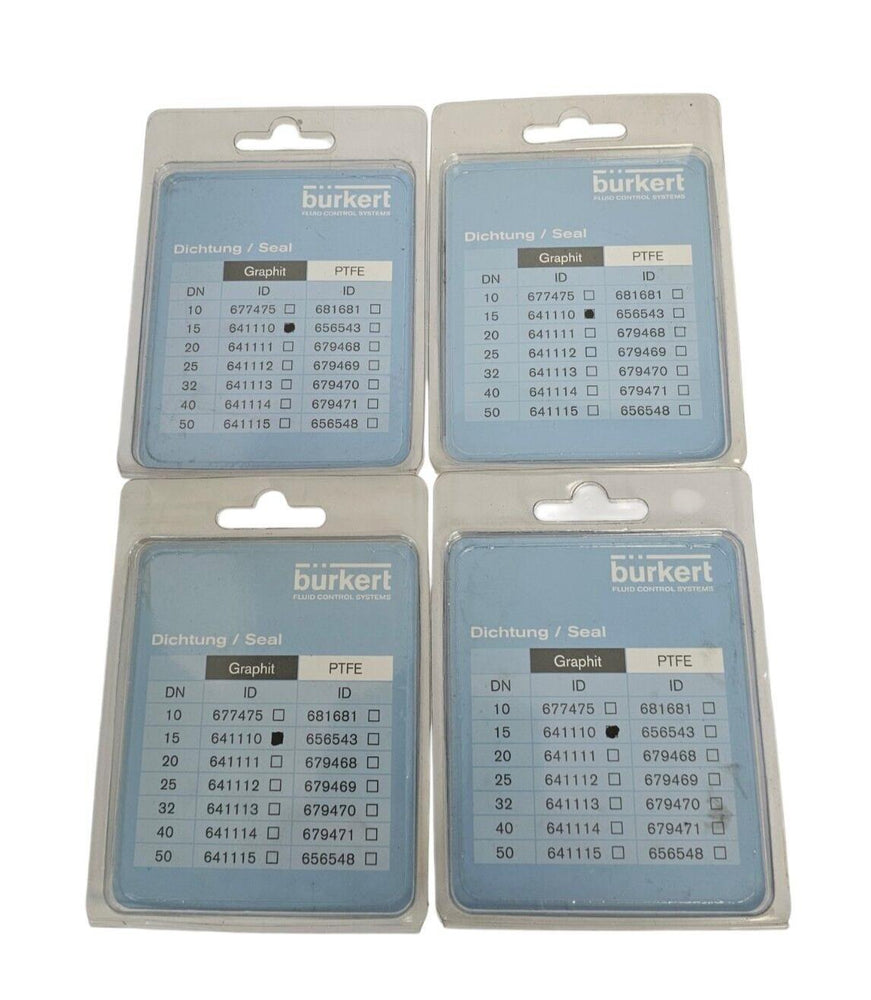 bürkert
FLUID CONTROL SYSTEMS
Dichtung / Seal
Graphit PTFE
DN ID ID
10 677475 ☐ 681681 ☐
15 641110 ■ 656543 ☐
20 641111 ☐ 679468 ☐
25 641112 ☐ 679469 ☐
32 641113 ☐ 679470 ☐
40 641114 ☐ 679471 ☐
50 641115 ☐ 656548 ☐
bürkert
FLUID CONTROL SYSTEMS
Dichtung / Seal
Graphit PTFE
DN ID ID
10 677475 ☐ 681681 ☐
15 641110 ■ 656543 ☐
20 641111 ☐ 679468 ☐
25 641112 ☐ 679469 ☐
32 641113 ☐ 679470 ☐
40 641114 ☐ 679471 ☐
50 641115 ☐ 656548 ☐
bürkert
FLUID CONTROL SYSTEMS
Dichtung / Seal
Graphit PTFE
DN ID ID
10 677475 ☐ 681681 ☐
15 641110 ■ 656543 ☐
20 641111 ☐ 679468 ☐
25 641112 ☐ 679469 ☐
32 641113 ☐ 679470 ☐
40 641114 ☐ 679471 ☐
50 641115 ☐ 656548 ☐
bürkert
FLUID CONTROL SYSTEMS
Dichtung / Seal
Graphit PTFE
DN ID ID
10 677475 ☐ 681681 ☐
15 641110 ■ 656543 ☐
20 641111 ☐ 679468 ☐
25 641112 ☐ 679469 ☐
32 641113 ☐ 679470 ☐
40 641114 ☐ 679471 ☐
50 641115 ☐ 656548 ☐